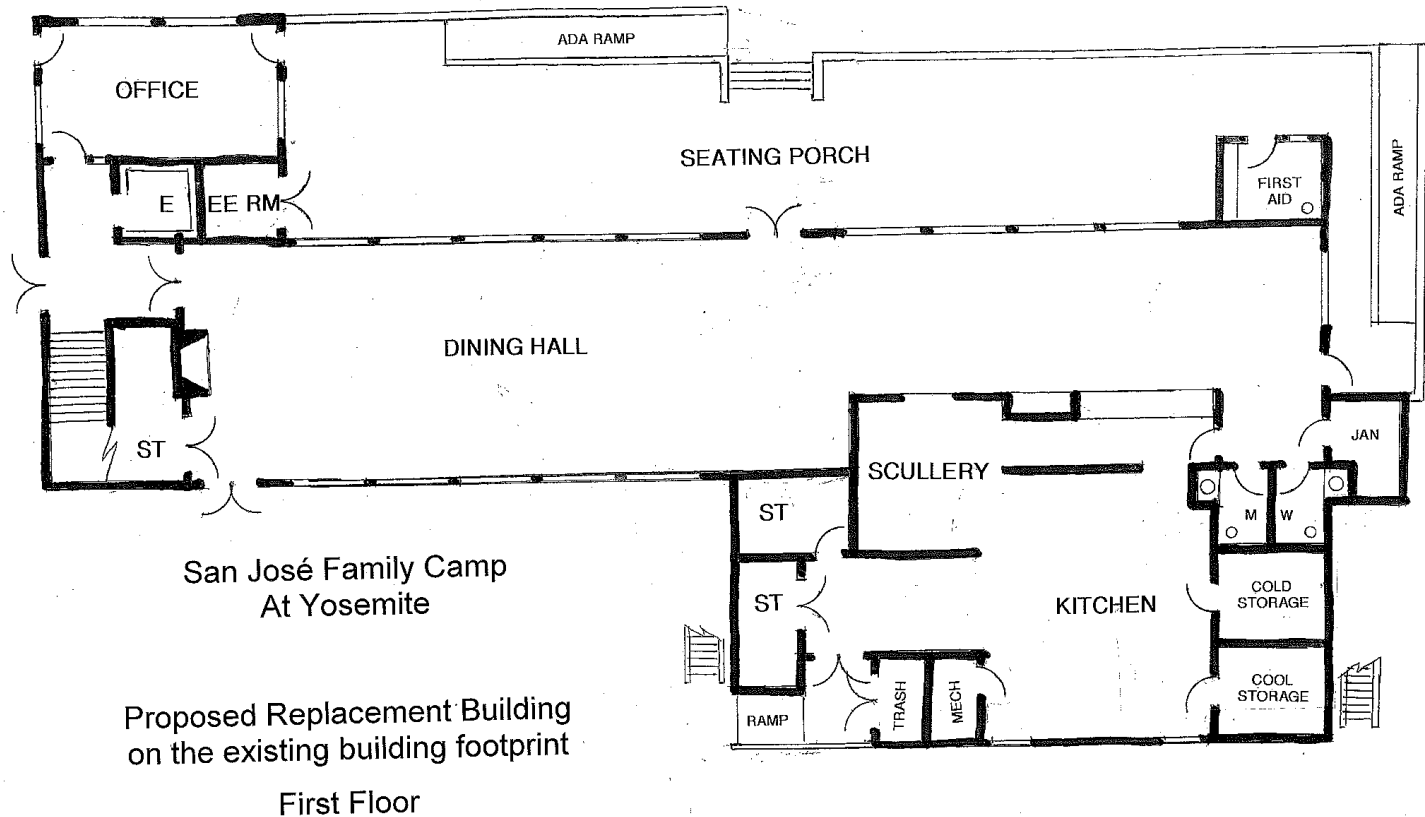 ADA RAMP
OFFICE
SEATING PORCH
FIRST
AID
ADA RAMP
E
EE RM
DINING HALL
ST
SCULLERY
JAN
ST
M
W
ST
KITCHEN
COLD
STORAGE
COOL
STORAGE
RAMP
TRASH
MECH
San José Family Camp
At Yosemite
Proposed Replacement Building
on the existing building footprint
First Floor